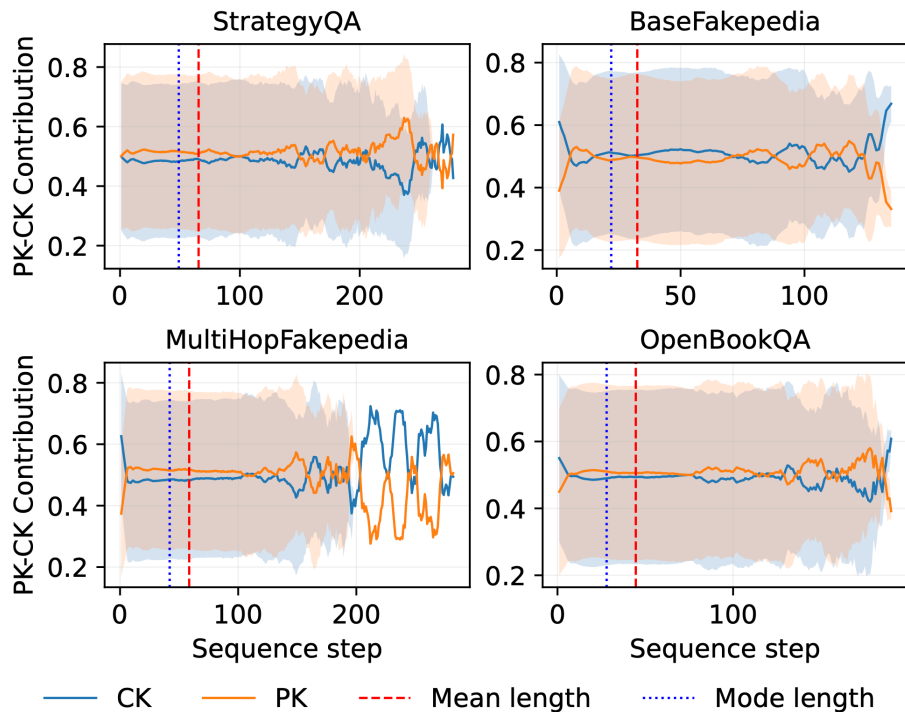 StrategyQA
BaseFakepedia
PK-CK Contribution
0.8
0.6
0.4
0.2
0
100
200
0.8
0.6
0.4
0.2
0
50
100
MultiHopFakepedia
OpenBookQA
PK-CK Contribution
0.8
0.6
0.4
0.2
0
100
200
0.8
0.6
0.4
0.2
0
100
Sequence step
Sequence step
CK
PK
Mean length
Mode length